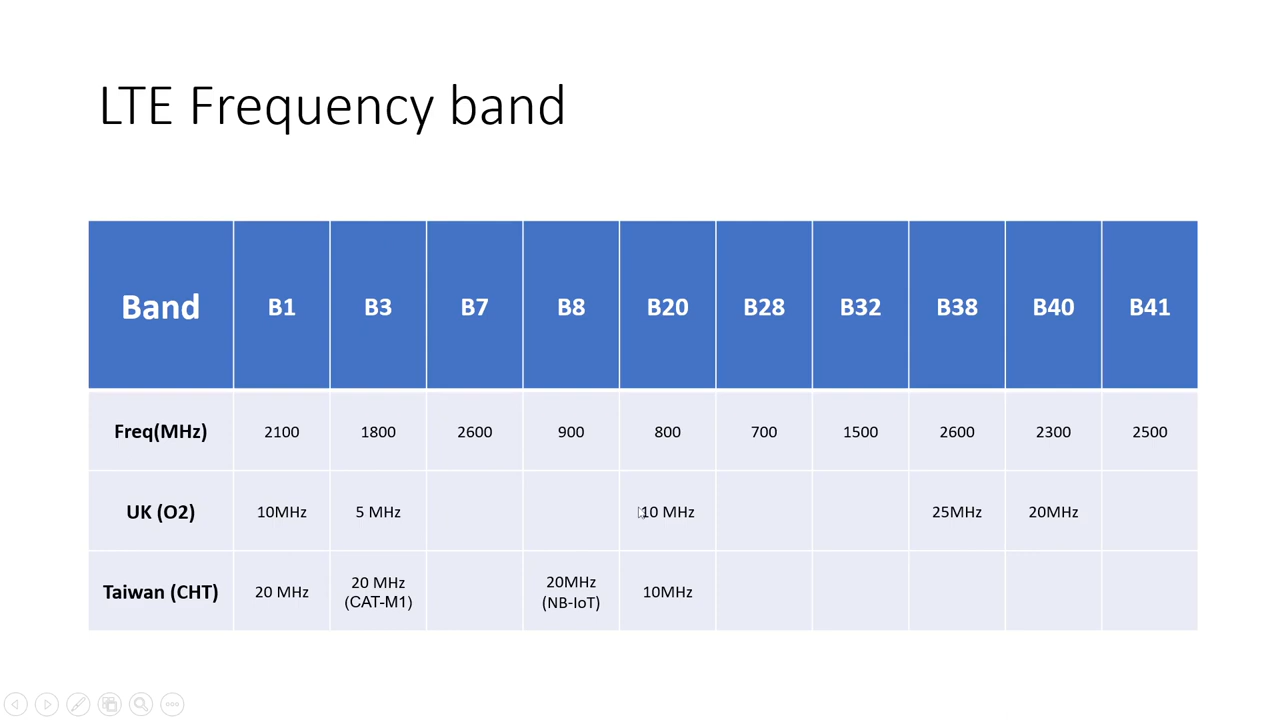 LTE Frequency band
Band B1 B3 B7 B8 B20 B28 B32 B38 B40 B41
Freq(MHz) 2100 1800 2600 900 800 700 1500 2600 2300 2500
UK (O2) 10MHz 5 MHz 10 MHz 25MHz 20MHz
Taiwan (CHT) 20 MHz 20 MHz (CAT-M1) 20MHz (NB-IoT) 10MHz